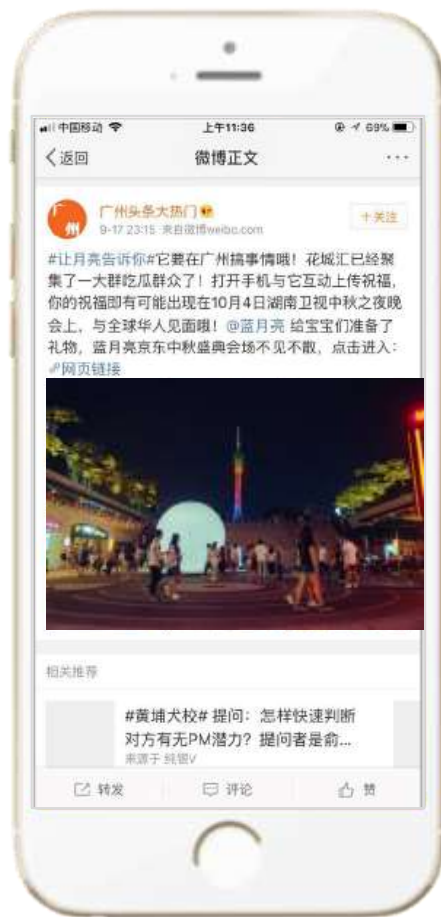 中国移动
上午11:36
69%
返回
微博正文
广州
广州头条大热门
9-17 23:15 来自微博weibo.com
+关注
#让月亮告诉你#它要在广州搞事情哦！花城汇已经聚
集了一大群吃瓜群众了！打开手机与它互动上传祝福，
你的祝福即有可能出现在10月4日湖南卫视中秋之夜晚
会上，与全球华人见面哦！@蓝月亮 给宝宝们准备了
礼物，蓝月亮京东中秋盛典会场不见不散，点击进入：
网页链接
相关推荐
#黄埔犬校# 提问：怎样快速判断
对方有无PM潜力？提问者是俞...
来源于 纯银V
转发
评论
赞